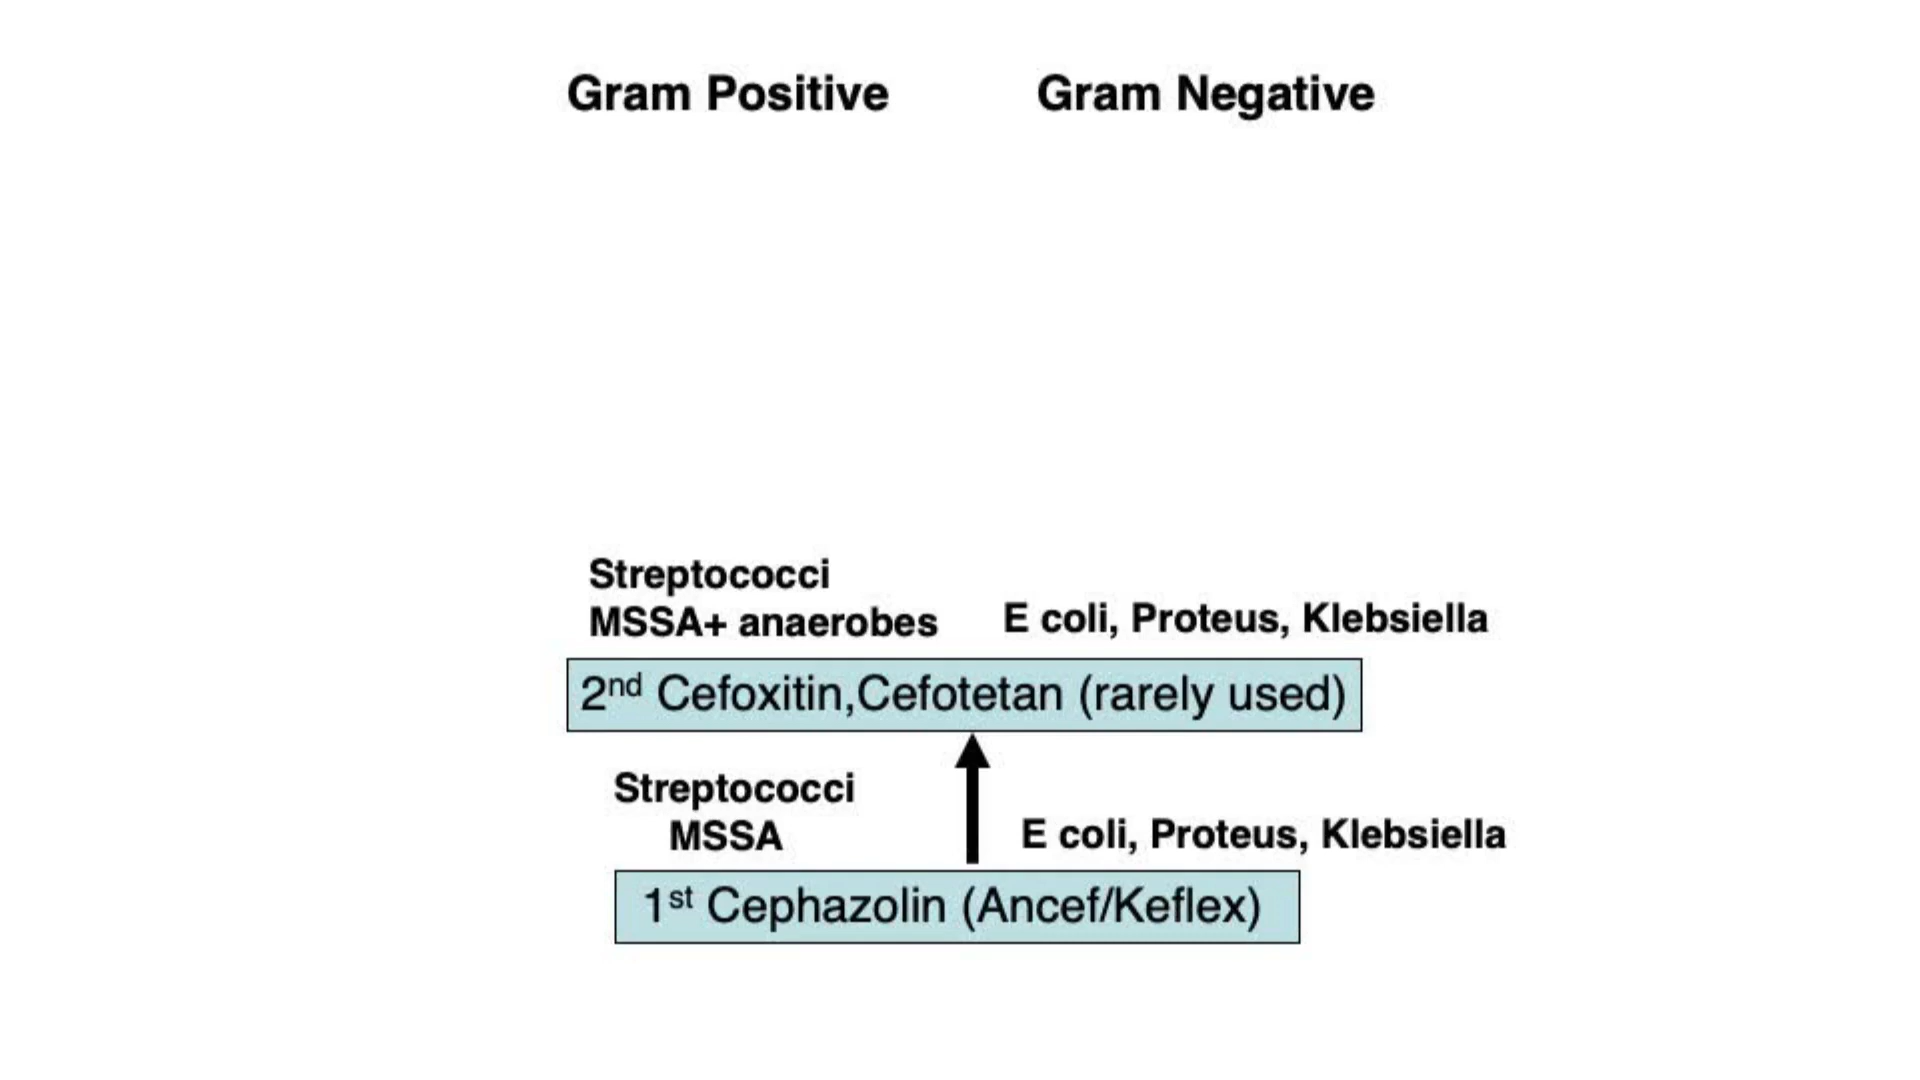 Gram Positive
Gram Negative
Streptococci
MSSA+ anaerobes
E coli, Proteus, Klebsiella
2nd Cefoxitin,Cefotetan (rarely used)
Streptococci
MSSA
E coli, Proteus, Klebsiella
1st Cephazolin (Ancef/Keflex)